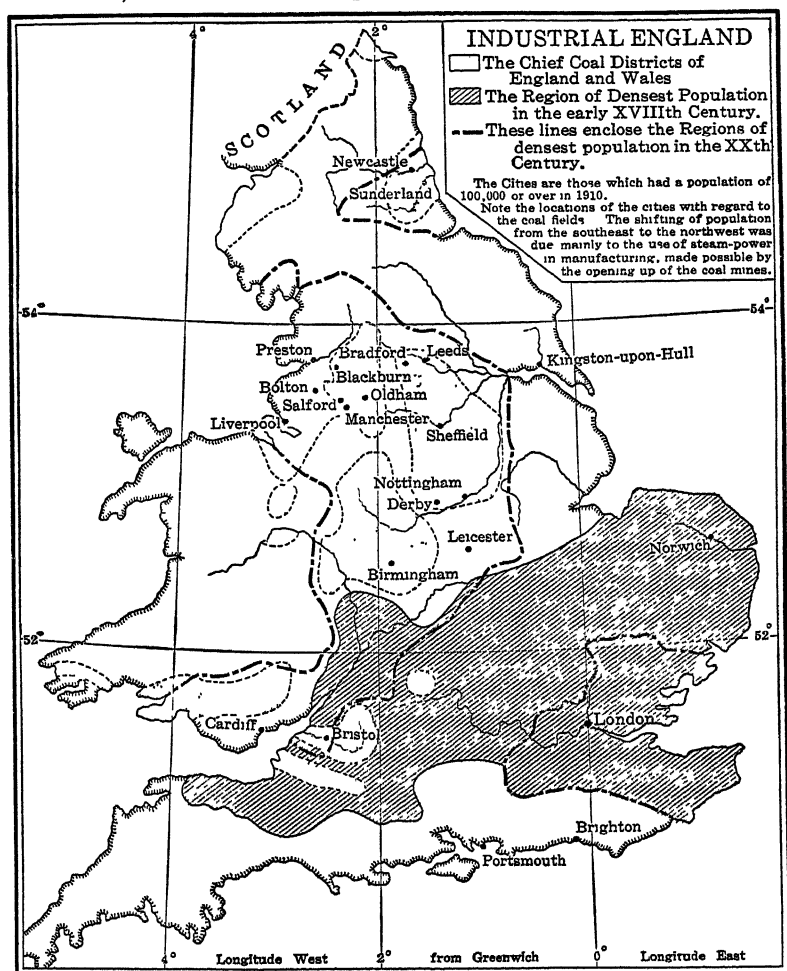 INDUSTRIAL ENGLAND
The Chief Coal Districts of
England and Wales
The Region of Densest Population
in the early XVIIIth Century.
These lines enclose the Regions of
densest population in the XXth
Century.
The Cities are those which had a population of
100,000 or over in 1910.
Note the locations of the cities with regard to
the coal fields The shifting of population
from the southeast to the northwest was
due mainly to the use of steam-power
in manufacturing, made possible by
the opening up of the coal mines.
4°
2°
SCOTLAND
Newcastle
Sunderland
54°
54°
Preston
Bradford
Leeds
Kingston-upon-Hull
Blackburn
Bolton
Oldham
Salford
Manchester
Liverpool
Sheffield
Nottingham
Derby
Leicester
Norwich
Birmingham
52°
52°
Cardiff
Bristo
London
Brighton
Portsmouth
4°
Longitude West
2°
from Greenwich
0°
Longitude East